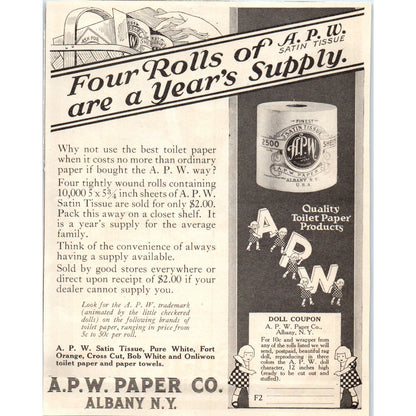 Four Rolls of A.P.W.
SATIN TISSUE
are a Year's Supply.
FINEST
SATIN TISSUE
2500 SHEETS
A.P.W.
A.P.W. PAPER CO.
ALBANY N.Y.
U.S.A.
Why not use the best toilet paper
when it costs no more than ordinary
paper if bought the A. P. W. way?
Four tightly wound rolls containing
10,000 5 x 5¾ inch sheets of A. P. W.
Satin Tissue are sold for only $2.00.
Pack this away on a closet shelf. It
is a year's supply for the average
family.
Think of the convenience of always
having a supply available.
Sold by good stores everywhere or
direct upon receipt of $2.00 if your
dealer cannot supply you.
Look for the A. P. W. trademark
(animated by the little checkered
dolls) on the following brands of
toilet paper, ranging in price from
5c to 50c per roll.
A. P. W. Satin Tissue, Pure White, Fort
Orange, Cross Cut, Bob White and Onliwon
toilet paper and paper towels.
A.P.W. PAPER CO.
ALBANY N.Y.
Quality
Toilet Paper
Products
A
P
W
DOLL COUPON
A. P. W. Paper Co.,
Albany, N. Y.
For 10c and wrapper from
any of the rolls listed we will
send, postpaid, beautiful rag
doll, reproducing in three
colors the A. P. W. doll
character, 12 inches high
(ready to be cut out and
stuffed).
F2